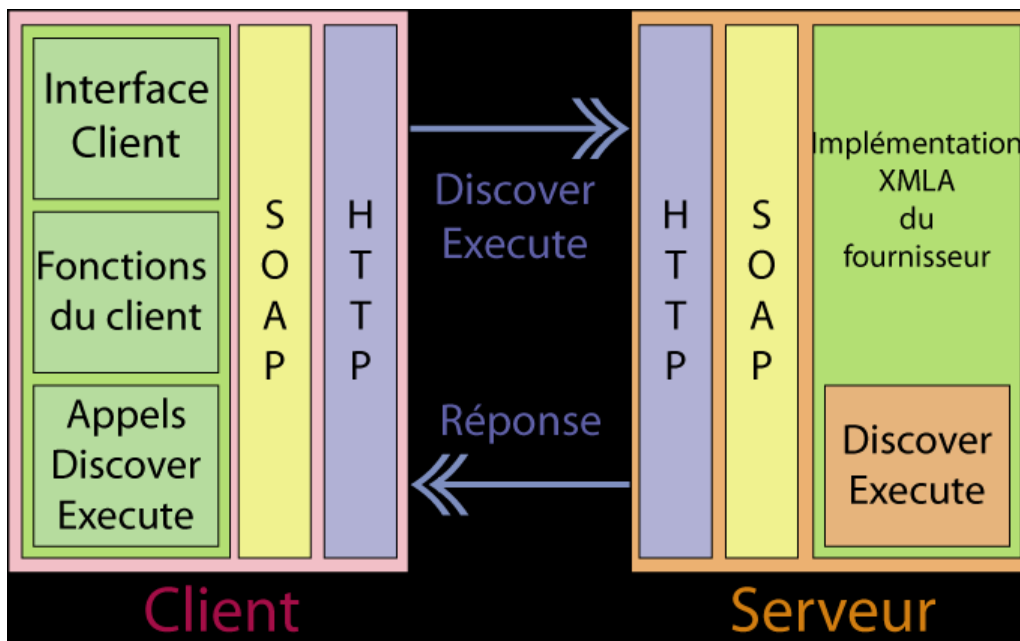 Interface
Client
Fonctions
du client
Appels
Discover
Execute
S
O
A
P
H
T
T
P
Discover
Execute
Réponse
H
T
T
P
S
O
A
P
Implémentation
XMLA
du
fournisseur
Discover
Execute
Client
Serveur